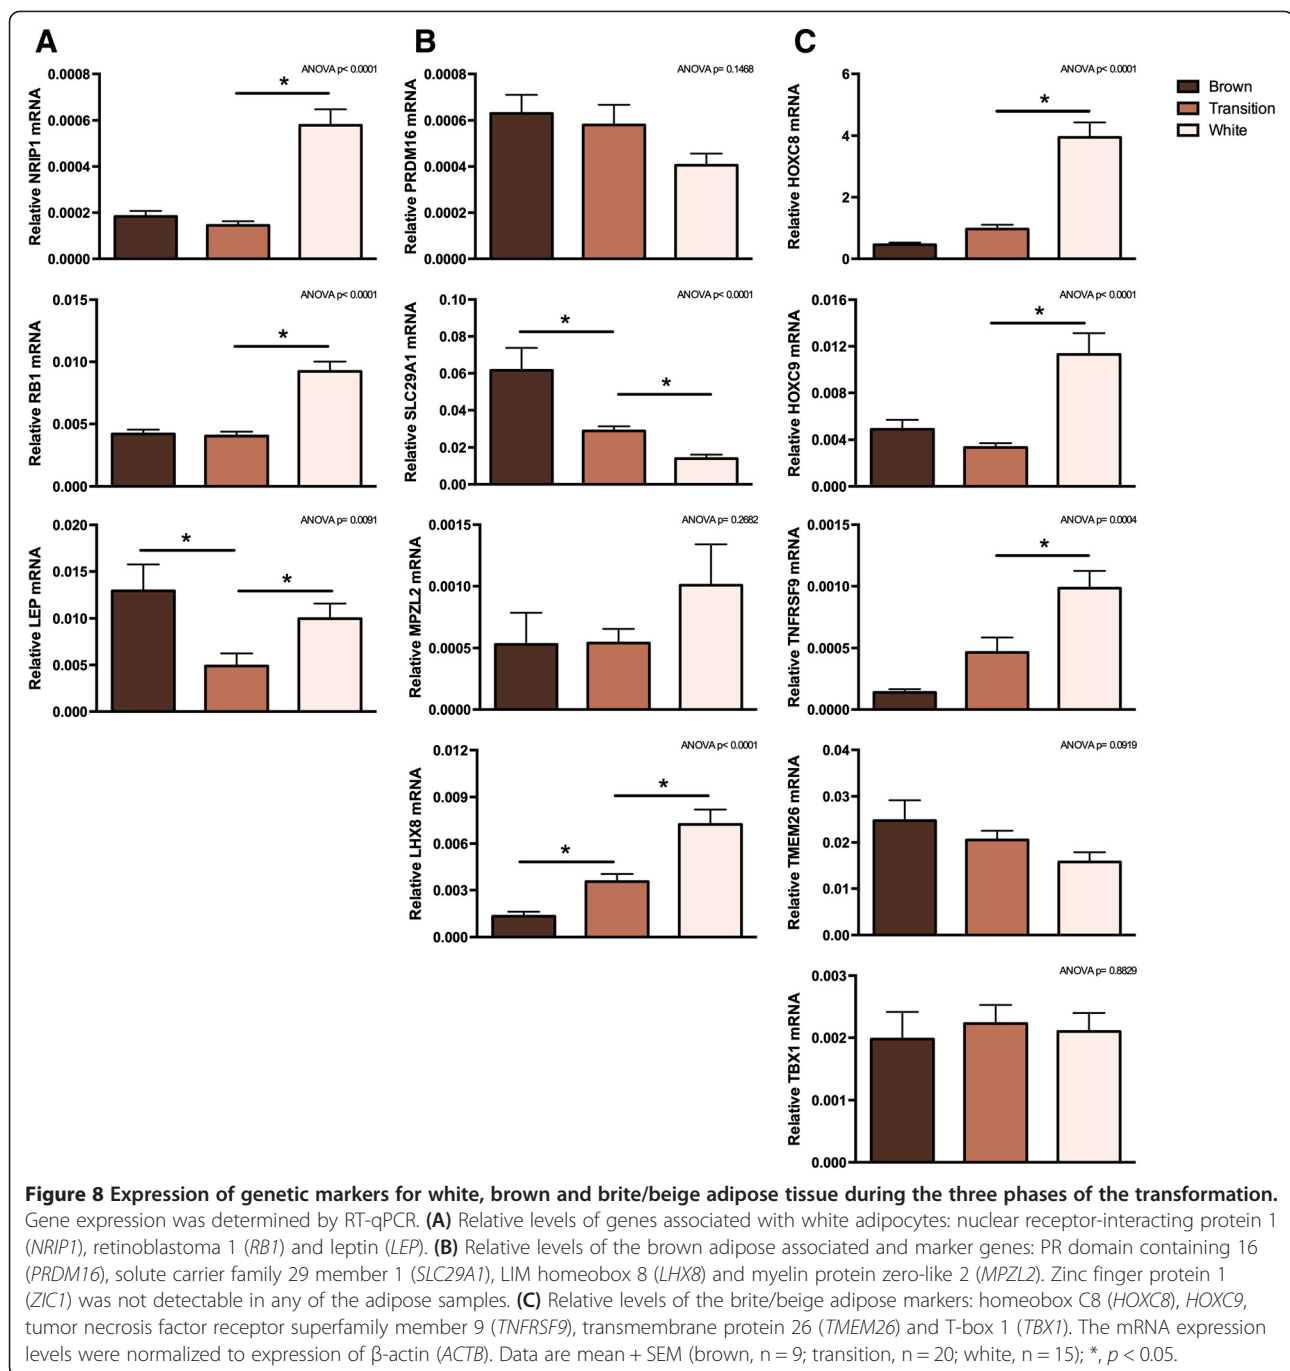 A
B
C
Brown
Transition
White
ANOVA p< 0.0001
*
Relative NRIP1 mRNA
0.0008
0.0006
0.0004
0.0002
0.0000
ANOVA p= 0.1468
Relative PRDM16 mRNA
0.0008
0.0006
0.0004
0.0002
0.0000
ANOVA p< 0.0001
*
Relative HOXC8 mRNA
6
4
2
0
ANOVA p< 0.0001
*
Relative RB1 mRNA
0.015
0.010
0.005
0.000
ANOVA p< 0.0001
*
*
Relative SLC29A1 mRNA
0.10
0.08
0.06
0.04
0.02
0.00
ANOVA p< 0.0001
*
Relative HOXC9 mRNA
0.016
0.012
0.008
0.004
0.000
ANOVA p= 0.0091
*
*
Relative LEP mRNA
0.020
0.015
0.010
0.005
0.000
ANOVA p= 0.2682
Relative MPZL2 mRNA
0.0015
0.0010
0.0005
0.0000
ANOVA p= 0.0004
*
Relative TNFRSF9 mRNA
0.0015
0.0010
0.0005
0.0000
ANOVA p< 0.0001
*
*
Relative LHX8 mRNA
0.012
0.009
0.006
0.003
0.000
ANOVA p= 0.0919
Relative TMEM26 mRNA
0.04
0.03
0.02
0.01
0.00
ANOVA p= 0.8829
Relative TBX1 mRNA
0.003
0.002
0.001
0.000
Figure 8 Expression of genetic markers for white, brown and brite/beige adipose tissue during the three phases of the transformation.
Gene expression was determined by RT-qPCR. (A) Relative levels of genes associated with white adipocytes: nuclear receptor-interacting protein 1
(NRIP1), retinoblastoma 1 (RB1) and leptin (LEP). (B) Relative levels of the brown adipose associated and marker genes: PR domain containing 16
(PRDM16), solute carrier family 29 member 1 (SLC29A1), LIM homeobox 8 (LHX8) and myelin protein zero-like 2 (MPZL2). Zinc finger protein 1
(ZIC1) was not detectable in any of the adipose samples. (C) Relative levels of the brite/beige adipose markers: homeobox C8 (HOXC8), HOXC9,
tumor necrosis factor receptor superfamily member 9 (TNFRSF9), transmembrane protein 26 (TMEM26) and T-box 1 (TBX1). The mRNA expression
levels were normalized to expression of β-actin (ACTB). Data are mean + SEM (brown, n = 9; transition, n = 20; white, n = 15); *, p < 0.05.